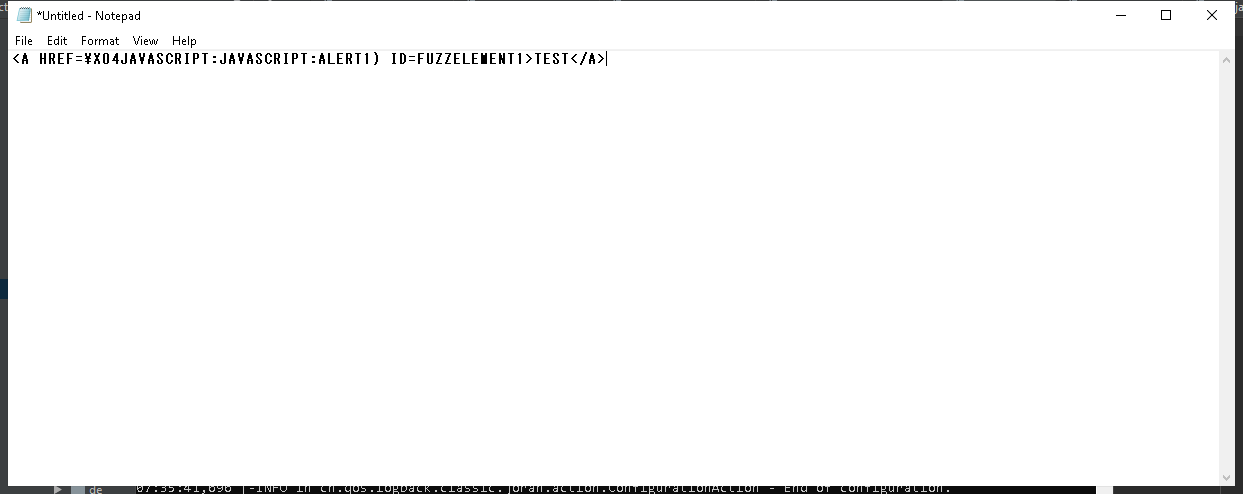 *Untitled - Notepad
File Edit Format View Help
<A HREF=¥X04JAVASCRIPT:JAVASCRIPT:ALERT1) ID=FUZZELEMENT1>TEST</A>
de 07:35:41,696 |-INFO in ch.qos.logback.classic.joran.action.ConfigurationAction - End of configuration.